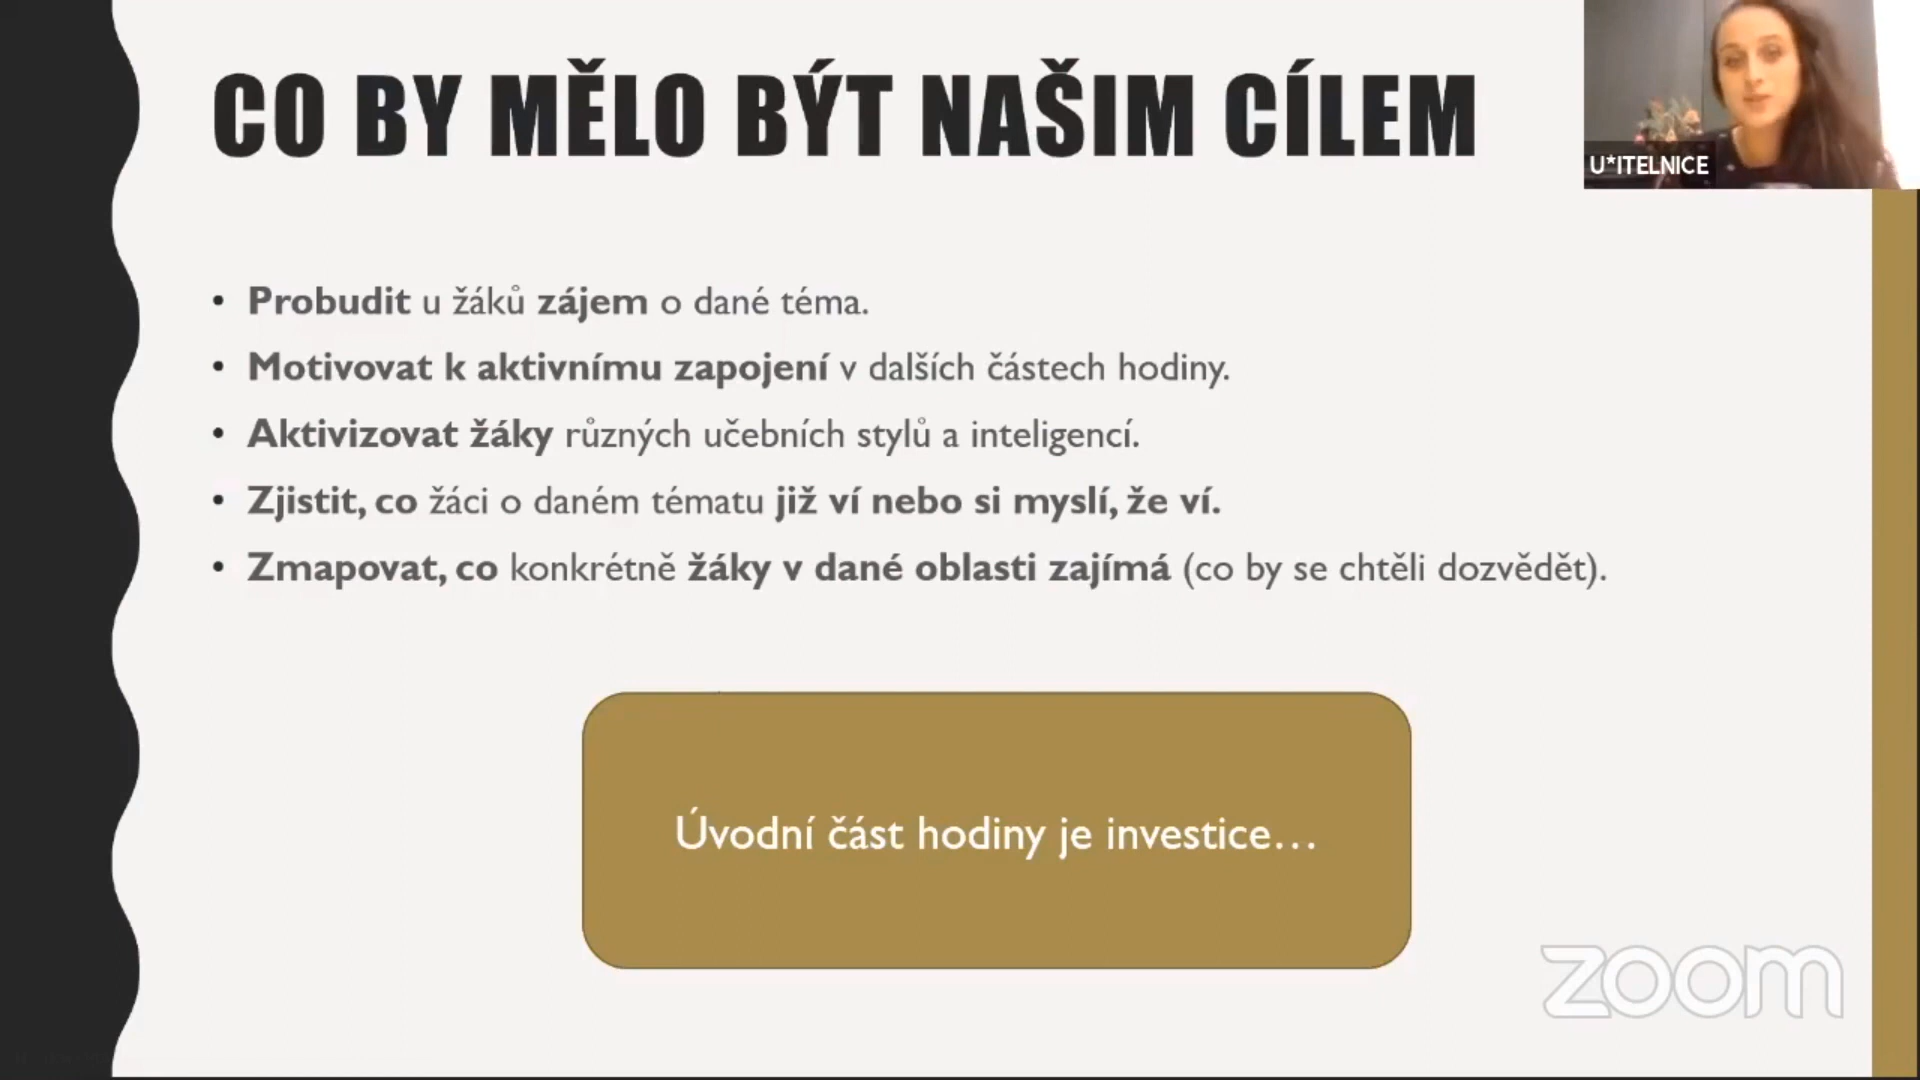 CO BY MĚLO BÝT NAŠIM CÍLEM
U*ITELNICE
• Probudit u žáků zájem o dané téma.
• Motivovat k aktivnímu zapojení v dalších částech hodiny.
• Aktivizovat žáky různých učebních stylů a inteligencí.
• Zjistit, co žáci o daném tématu již ví nebo si myslí, že ví.
• Zmapovat, co konkrétně žáky v dané oblasti zajímá (co by se chtěli dozvědět).
Úvodní část hodiny je investice...
zoom